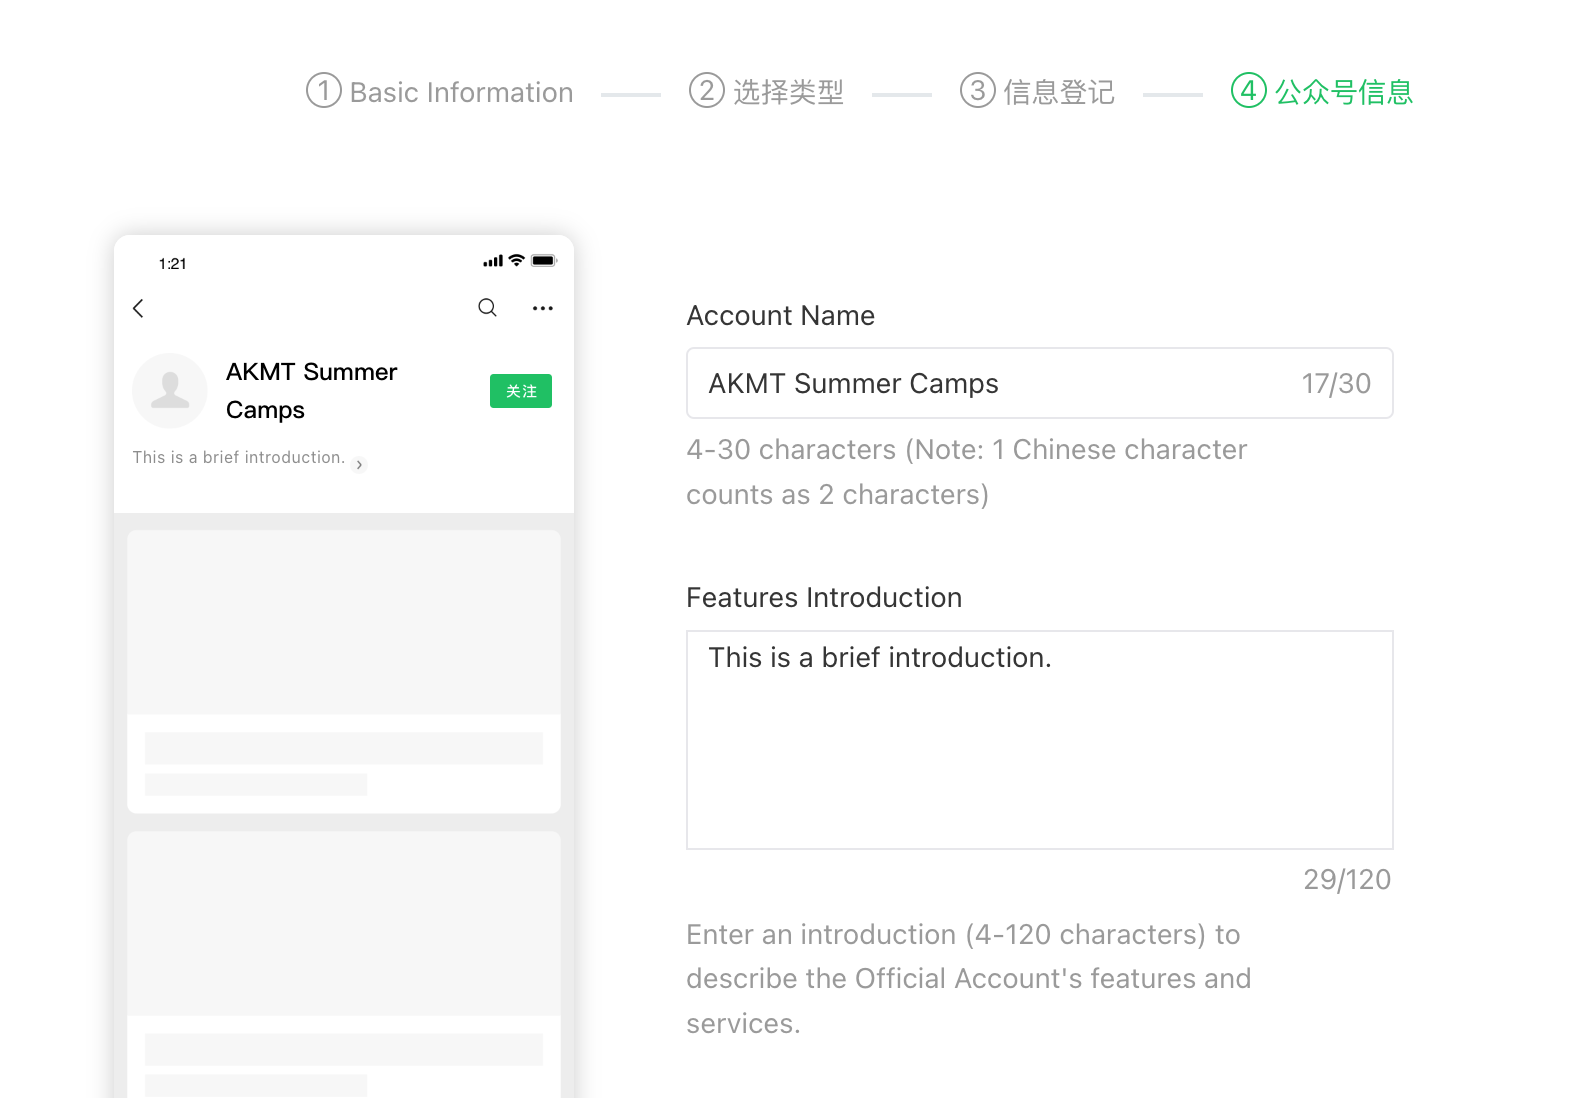 ① Basic Information
② 选择类型
③ 信息登记
④ 公众号信息
1:21
AKMT Summer
Camps
关注
This is a brief introduction.
Account Name
AKMT Summer Camps
17/30
4-30 characters (Note: 1 Chinese character
counts as 2 characters)
Features Introduction
This is a brief introduction.
29/120
Enter an introduction (4-120 characters) to
describe the Official Account's features and
services.